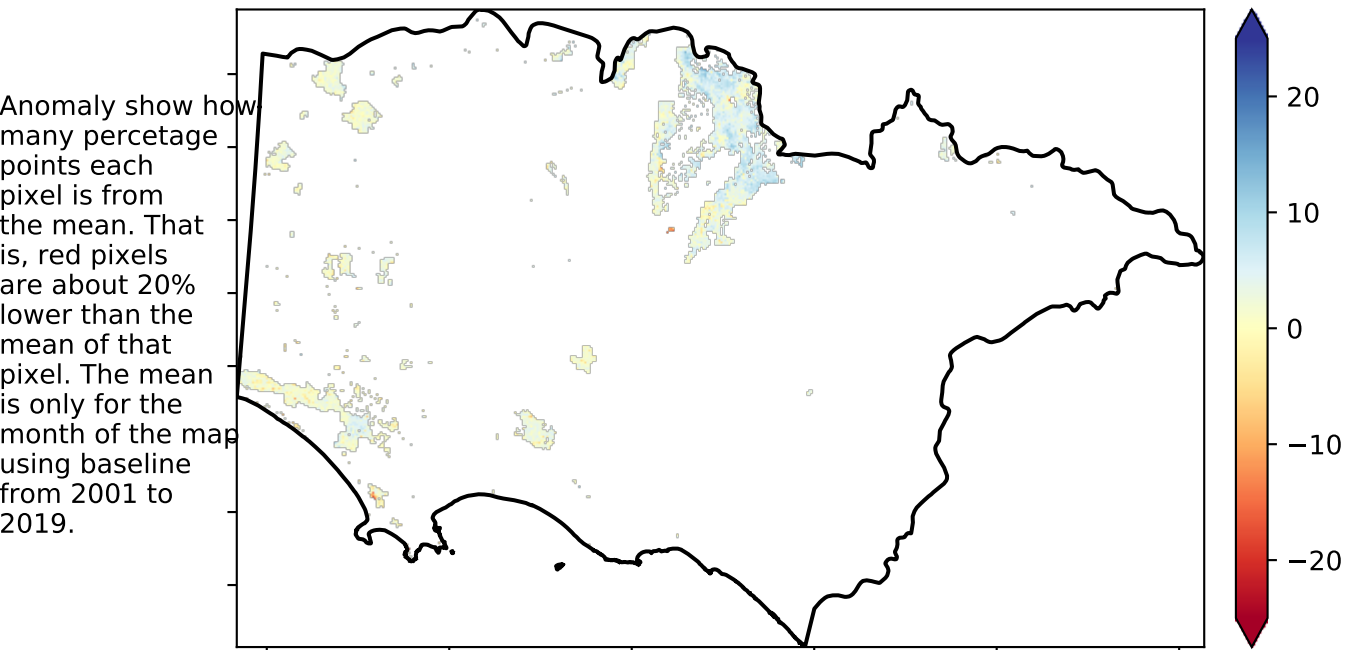 Anomaly show how
many percetage
points each
pixel is from
the mean. That
is, red pixels
are about 20%
lower than the
mean of that
pixel. The mean
is only for the
month of the map
using baseline
from 2001 to
2019.
20
10
0
−10
−20